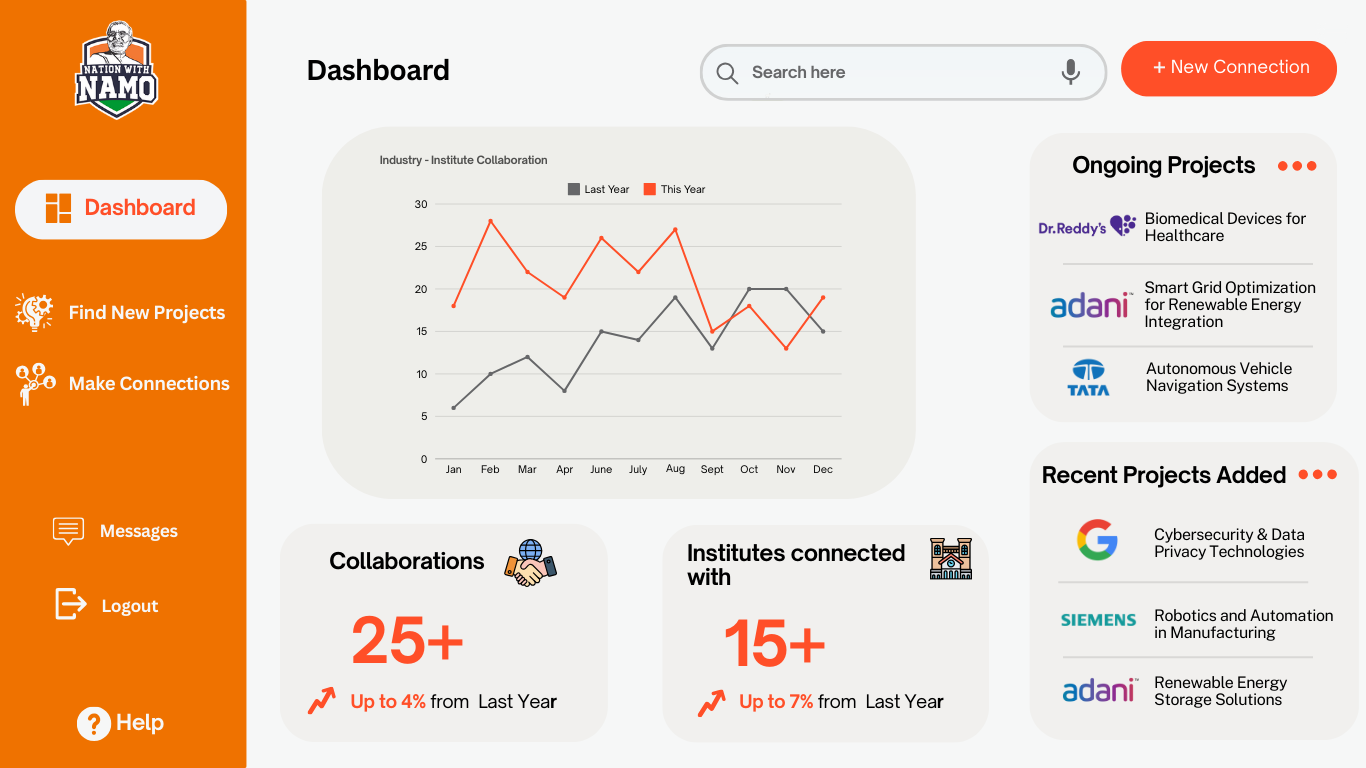 NATION WITH
NAMO
Dashboard
Find New Projects
Make Connections
Messages
Logout
Help
Dashboard
Search here
+ New Connection
Industry - Institute Collaboration
Last Year This Year
30
25
20
15
10
5
0
Jan Feb Mar Apr June July Aug Sept Oct Nov Dec
Collaborations
25+
Up to 4% from Last Year
Institutes connected
with
15+
Up to 7% from Last Year
Ongoing Projects
Dr.Reddy's
Biomedical Devices for
Healthcare
adani™
Smart Grid Optimization
for Renewable Energy
Integration
TATA
Autonomous Vehicle
Navigation Systems
Recent Projects Added
G
Cybersecurity & Data
Privacy Technologies
SIEMENS
Robotics and Automation
in Manufacturing
adani™
Renewable Energy
Storage Solutions